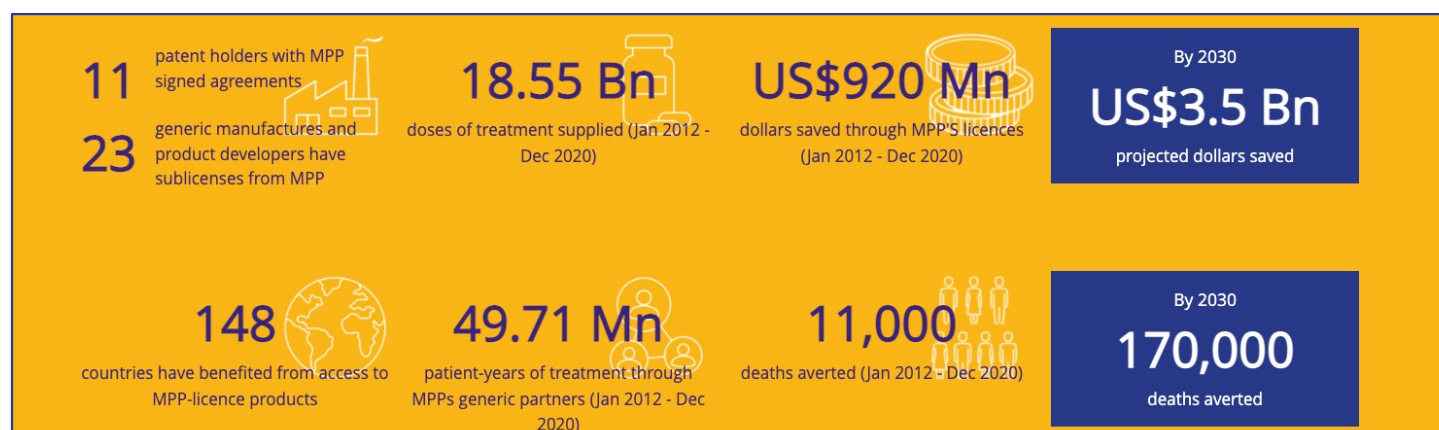 11
patent holders with MPP
signed agreements
23
generic manufactures and
product developers have
sublicenses from MPP
18.55 Bn
doses of treatment supplied (Jan 2012 -
Dec 2020)
US$920 Mn
dollars saved through MPP'S licences
(Jan 2012 - Dec 2020)
By 2030
US$3.5 Bn
projected dollars saved
148
countries have benefited from access to
MPP-licence products
49.71 Mn
patient-years of treatment through
MPPs generic partners (Jan 2012 - Dec
2020)
11,000
deaths averted (Jan 2012 - Dec 2020)
By 2030
170,000
deaths averted